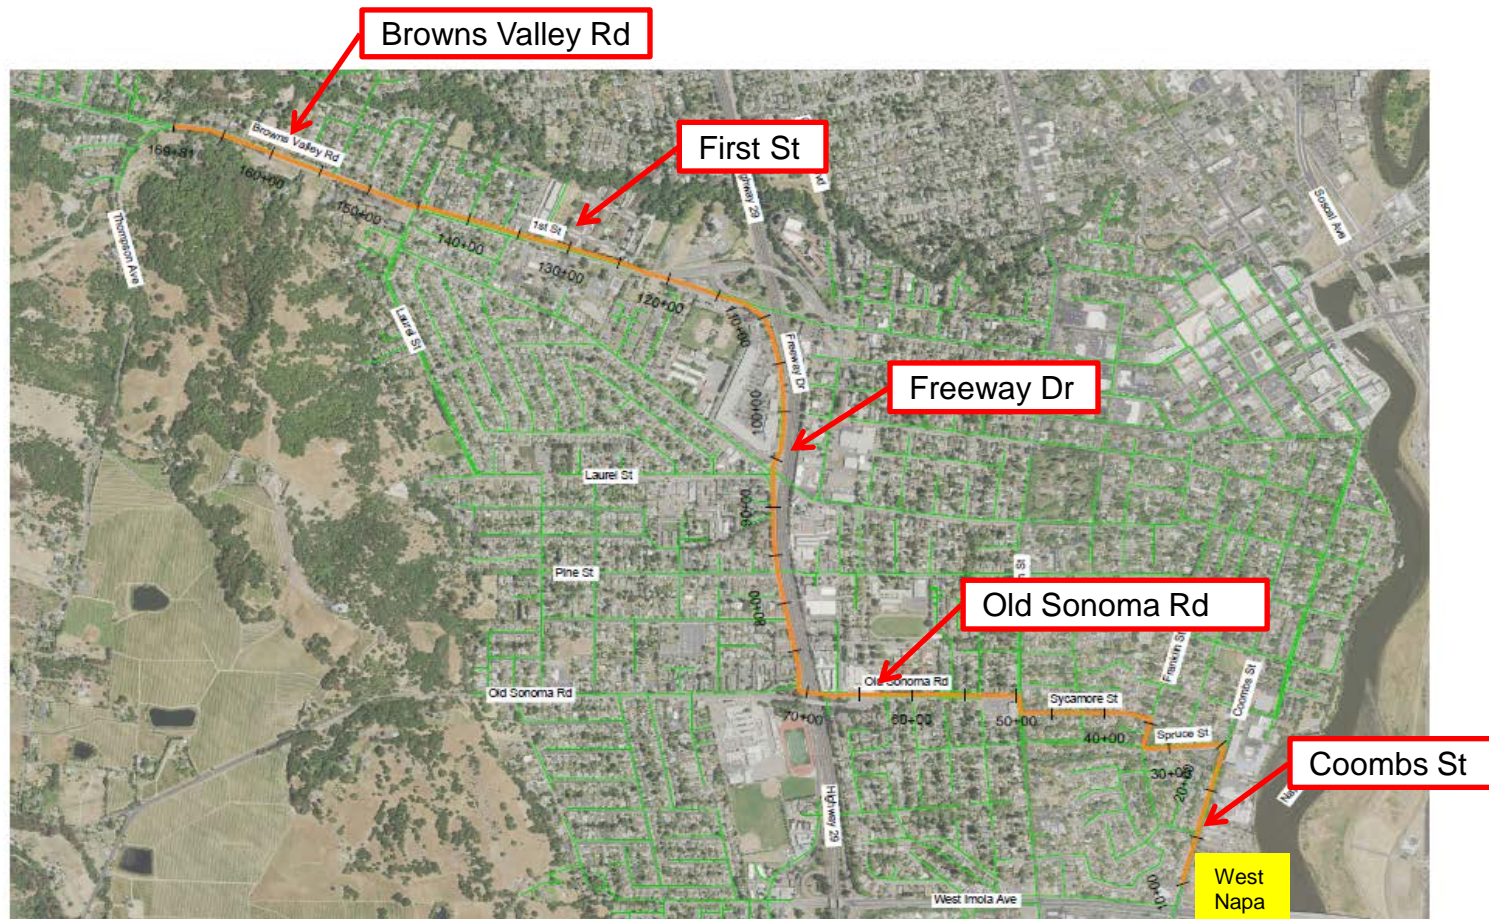 Browns Valley Rd
First St
Freeway Dr
Old Sonoma Rd
Coombs St
West
Napa
Browns Valley Rd
169+81
160+00
150+00
140+00
1st St
130+00
120+00
110+00
Thompson Ave
Laurel St
Highway 29
Soscol Ave
Freeway Dr
100+00
Laurel St
90+00
Pine St
80+00
Old Sonoma Rd
Old Sonoma Rd
70+00
60+00
50+00
Sycamore St
40+00
Franklin St
Coombs St
Spruce St
30+00
20+00
10+00
Highway 29
West Imola Ave